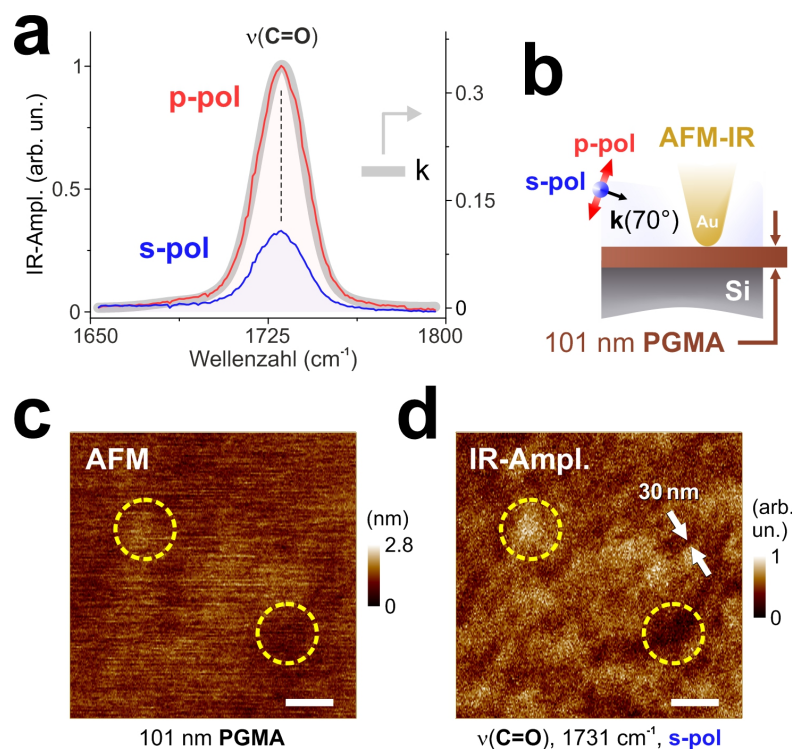 a
ν(C=O)
IR-Ampl. (arb. un.)
1
0.5
0
p-pol
s-pol
0.3
0.15
0
k
1650
1725
1800
Wellenzahl (cm⁻¹)
b
p-pol
s-pol
AFM-IR
k(70°)
Au
Si
101 nm PGMA
c
AFM
(nm)
2.8
0
101 nm PGMA
d
IR-Ampl.
30 nm
(arb.
un.)
1
0
ν(C=O), 1731 cm⁻¹, s-pol